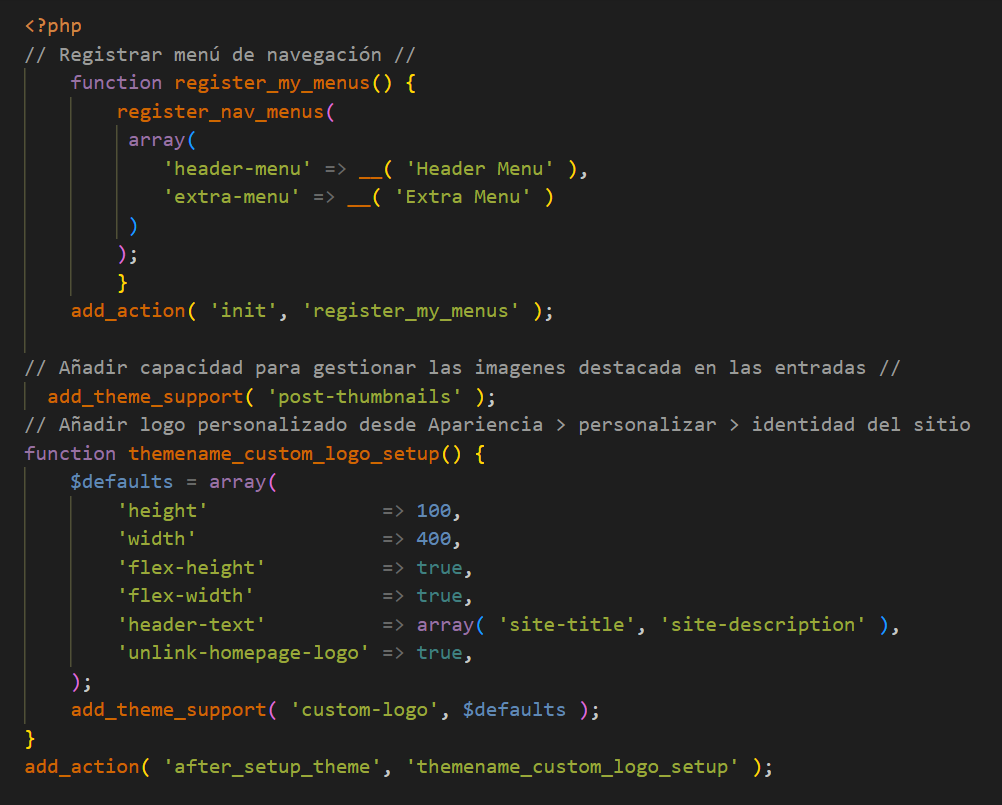 <?php
// Registrar menú de navegación //
    function register_my_menus() {
        register_nav_menus(
         array(
            'header-menu' => __( 'Header Menu' ),
            'extra-menu' => __( 'Extra Menu' )
         )
        );
        }
    add_action( 'init', 'register_my_menus' );

// Añadir capacidad para gestionar las imagenes destacada en las entradas //
  add_theme_support( 'post-thumbnails' );
// Añadir logo personalizado desde Apariencia > personalizar > identidad del sitio
function themename_custom_logo_setup() {
    $defaults = array(
        'height'               => 100,
        'width'                => 400,
        'flex-height'          => true,
        'flex-width'           => true,
        'header-text'          => array( 'site-title', 'site-description' ),
        'unlink-homepage-logo' => true,
    );
    add_theme_support( 'custom-logo', $defaults );
}
add_action( 'after_setup_theme', 'themename_custom_logo_setup' );